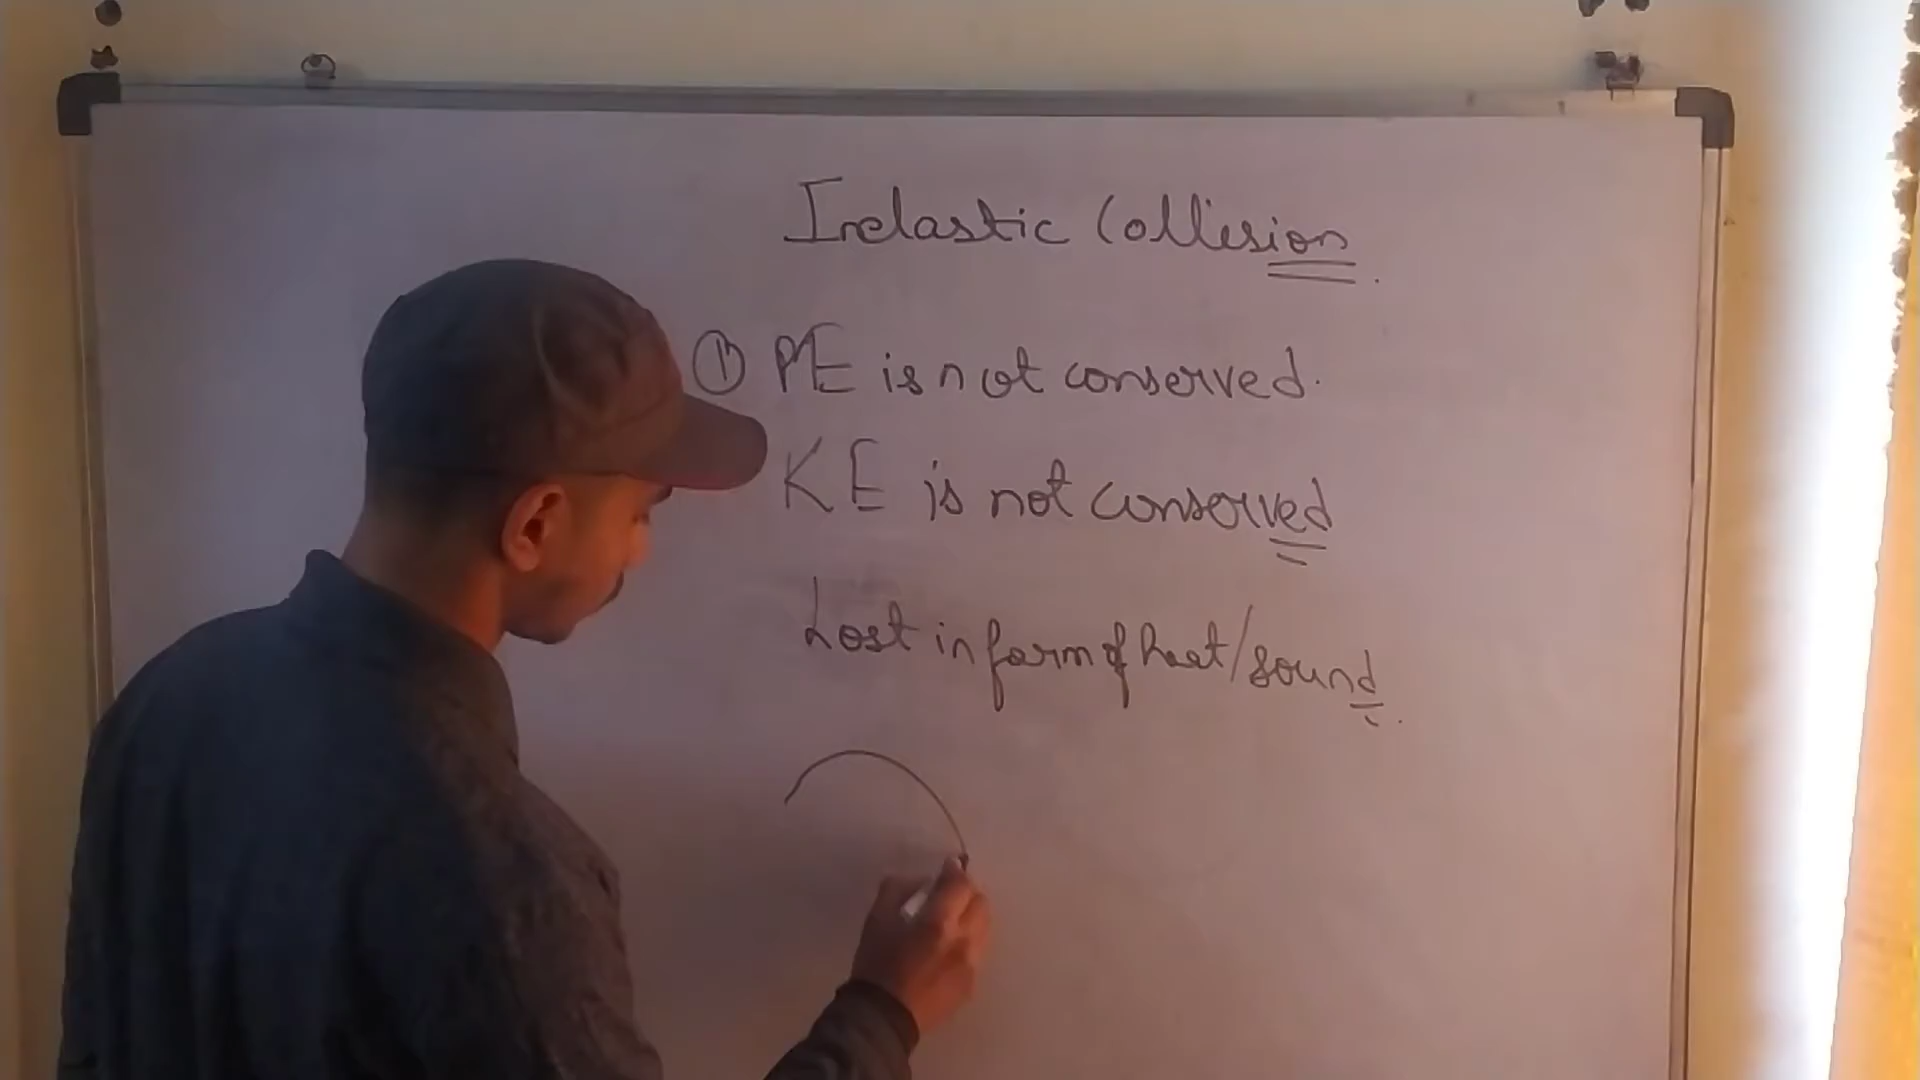 Inelastic Collision.
① PE is not conserved.
KE is not conserved
Lost in form of heat/sound.